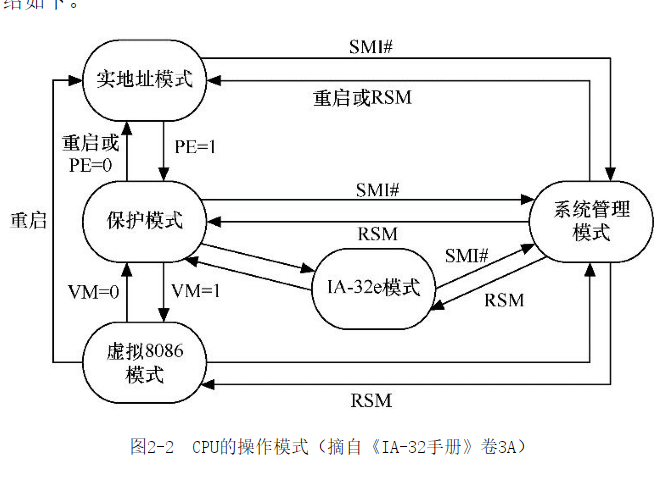 给如下。
SMI#
实地址模式
重启或RSM
重启或
PE=0
PE=1
重启
保护模式
SMI#
RSM
系统管理
模式
SMI#
IA-32e模式
RSM
VM=0
VM=1
虚拟8086
模式
RSM
图2-2 CPU的操作模式（摘自《IA-32手册》卷3A）